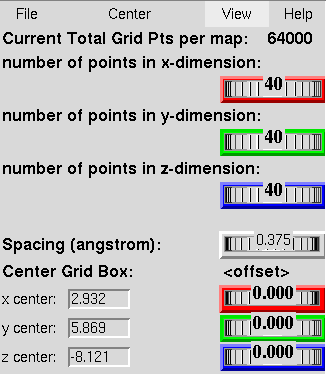 File Center View Help
Current Total Grid Pts per map: 64000
number of points in x-dimension:
40
number of points in y-dimension:
40
number of points in z-dimension:
40
Spacing (angstrom): 0.375
Center Grid Box: <offset>
x center: 2.932 0.000
y center: 5.869 0.000
z center: -8.121 0.000